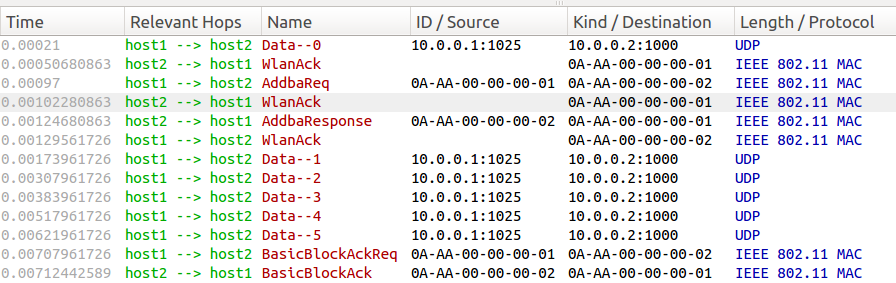 Time Relevant Hops Name ID / Source Kind / Destination Length / Protocol
0.00021 host1 --> host2 Data--0 10.0.0.1:1025 10.0.0.2:1000 UDP
0.00050680863 host2 --> host1 WlanAck 0A-AA-00-00-00-01 IEEE 802.11 MAC
0.00097 host1 --> host2 AddbaReq 0A-AA-00-00-00-01 0A-AA-00-00-00-02 IEEE 802.11 MAC
0.00102280863 host2 --> host1 WlanAck 0A-AA-00-00-00-01 IEEE 802.11 MAC
0.00124680863 host2 --> host1 AddbaResponse 0A-AA-00-00-00-02 0A-AA-00-00-00-01 IEEE 802.11 MAC
0.00129561726 host1 --> host2 WlanAck 0A-AA-00-00-00-02 IEEE 802.11 MAC
0.00173961726 host1 --> host2 Data--1 10.0.0.1:1025 10.0.0.2:1000 UDP
0.00307961726 host1 --> host2 Data--2 10.0.0.1:1025 10.0.0.2:1000 UDP
0.00383961726 host1 --> host2 Data--3 10.0.0.1:1025 10.0.0.2:1000 UDP
0.00517961726 host1 --> host2 Data--4 10.0.0.1:1025 10.0.0.2:1000 UDP
0.00621961726 host1 --> host2 Data--5 10.0.0.1:1025 10.0.0.2:1000 UDP
0.00707961726 host1 --> host2 BasicBlockAckReq 0A-AA-00-00-00-01 0A-AA-00-00-00-02 IEEE 802.11 MAC
0.00712442589 host2 --> host1 BasicBlockAck 0A-AA-00-00-00-02 0A-AA-00-00-00-01 IEEE 802.11 MAC